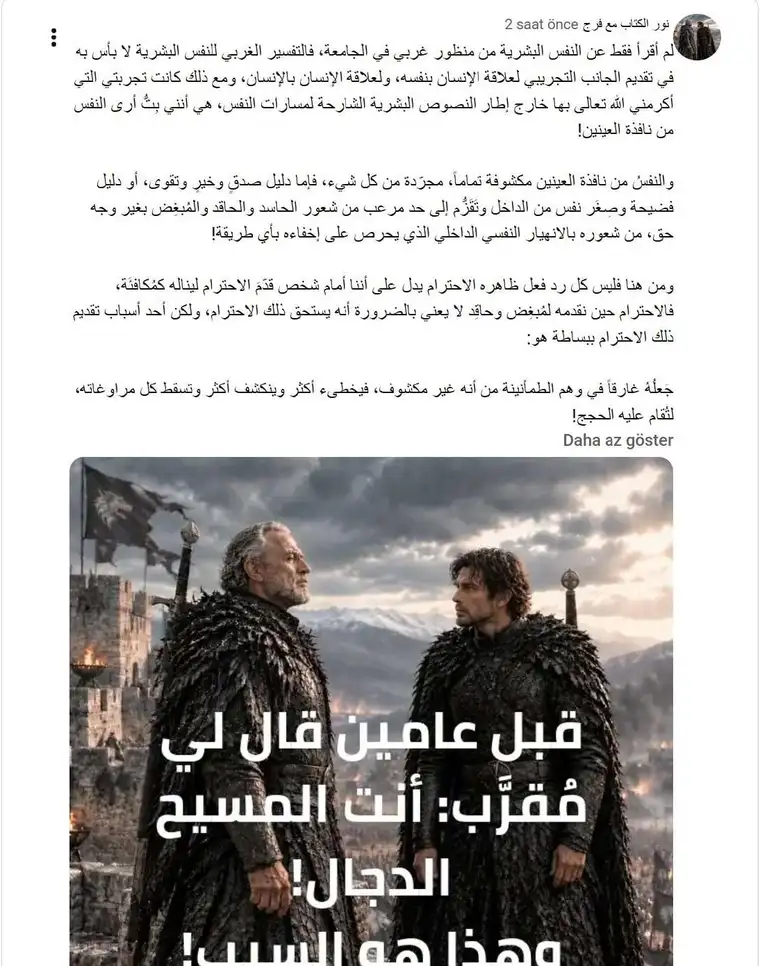 نور الكتاب مع فرج 2 saat önce
لم أقرأ فقط عن النفس البشرية من منظور غربي في الجامعة، فالتفسير الغربي للنفس البشرية لا بأس به
في تقديم الجانب التجريبي لعلاقة الإنسان بنفسه، ولعلاقة الإنسان بالإنسان، ومع ذلك كانت تجربتي التي
أكرمني الله تعالى بها خارج إطار النصوص البشرية الشارحة لمسارات النفس، هي أنني بِتُّ أرى النفس
من نافذة العينين!
والنفسُ من نافذة العينين مكشوفة تماماً، مجرّدة من كل شيء، فإما دليل صدقٍ وخيرٍ وتقوى، أو دليل
فضيحة وصِغَر نفس من الداخل وتَقَزُّم إلى حد مرعب من شعور الحاسد والحاقد والمُبغِض بغير وجه
حق، من شعوره بالانهيار النفسي الداخلي الذي يحرص على إخفاءه بأي طريقة!
ومن هنا فليس كل رد فعل ظاهره الاحترام يدل على أننا أمام شخص قدّمَ الاحترام ليناله كمُكافئَة،
فالاحترام حين نقدمه لمُبغِض وحاقِد لا يعني بالضرورة أنه يستحق ذلك الاحترام، ولكن أحد أسباب تقديم
ذلك الاحترام ببساطة هو:
جَعلُهُ غارقاً في وهم الطمأنينة من أنه غير مكشوف، فيخطىء أكثر وينكشف أكثر وتسقط كل مراوغاته،
لتُقام عليه الحجج!
Daha az göster
قبل عامين قال لي
مُقرَّب: أنت المسيح
الدجال!
وهذا هو السبب!